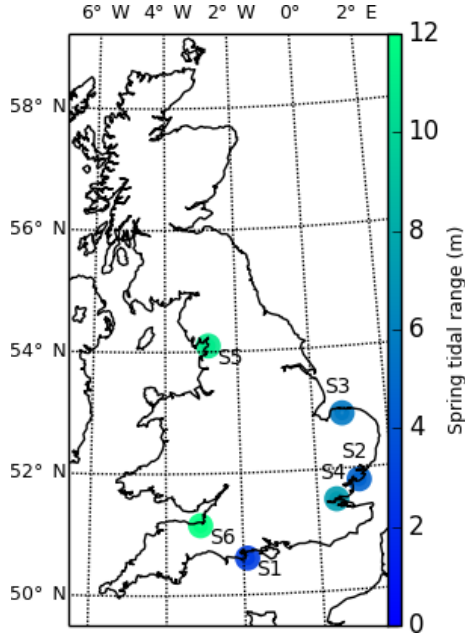 6° W 4° W 2° W 0° 2° E
58° N
56° N
54° N
52° N
50° N
S5
S3
S2
S4
S6
S1
12
10
8
6
4
2
0
Spring tidal range (m)